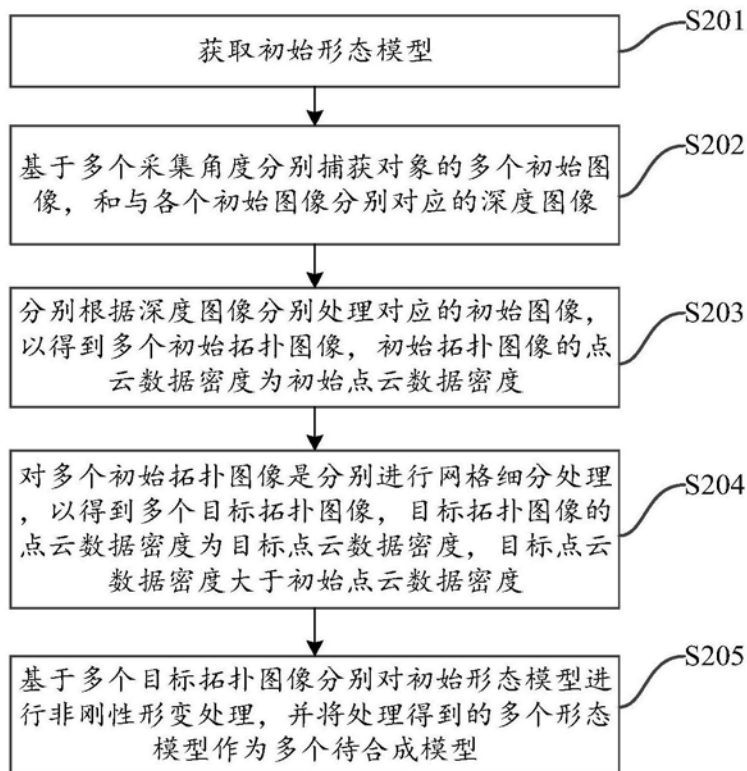 获取初始形态模型
S201
基于多个采集角度分别捕获对象的多个初始图
像，和与各个初始图像分别对应的深度图像
S202
分别根据深度图像分别处理对应的初始图像，
以得到多个初始拓扑图像，初始拓扑图像的点
云数据密度为初始点云数据密度
S203
对多个初始拓扑图像是分别进行网格细分处理
，以得到多个目标拓扑图像，目标拓扑图像的
点云数据密度为目标点云数据密度，目标点云
数据密度大于初始点云数据密度
S204
基于多个目标拓扑图像分别对初始形态模型进
行非刚性形变处理，并将处理得到的多个形态
模型作为多个待合成模型
S205